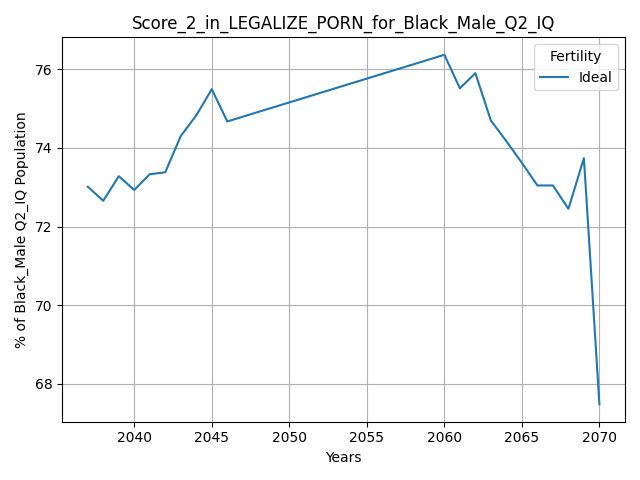 Score_2_in_LEGALIZE_PORN_for_Black_Male_Q2_IQ
Fertility
Ideal
% of Black_Male Q2_IQ Population
76
74
72
70
68
2040
2045
2050
2055
2060
2065
2070
Years